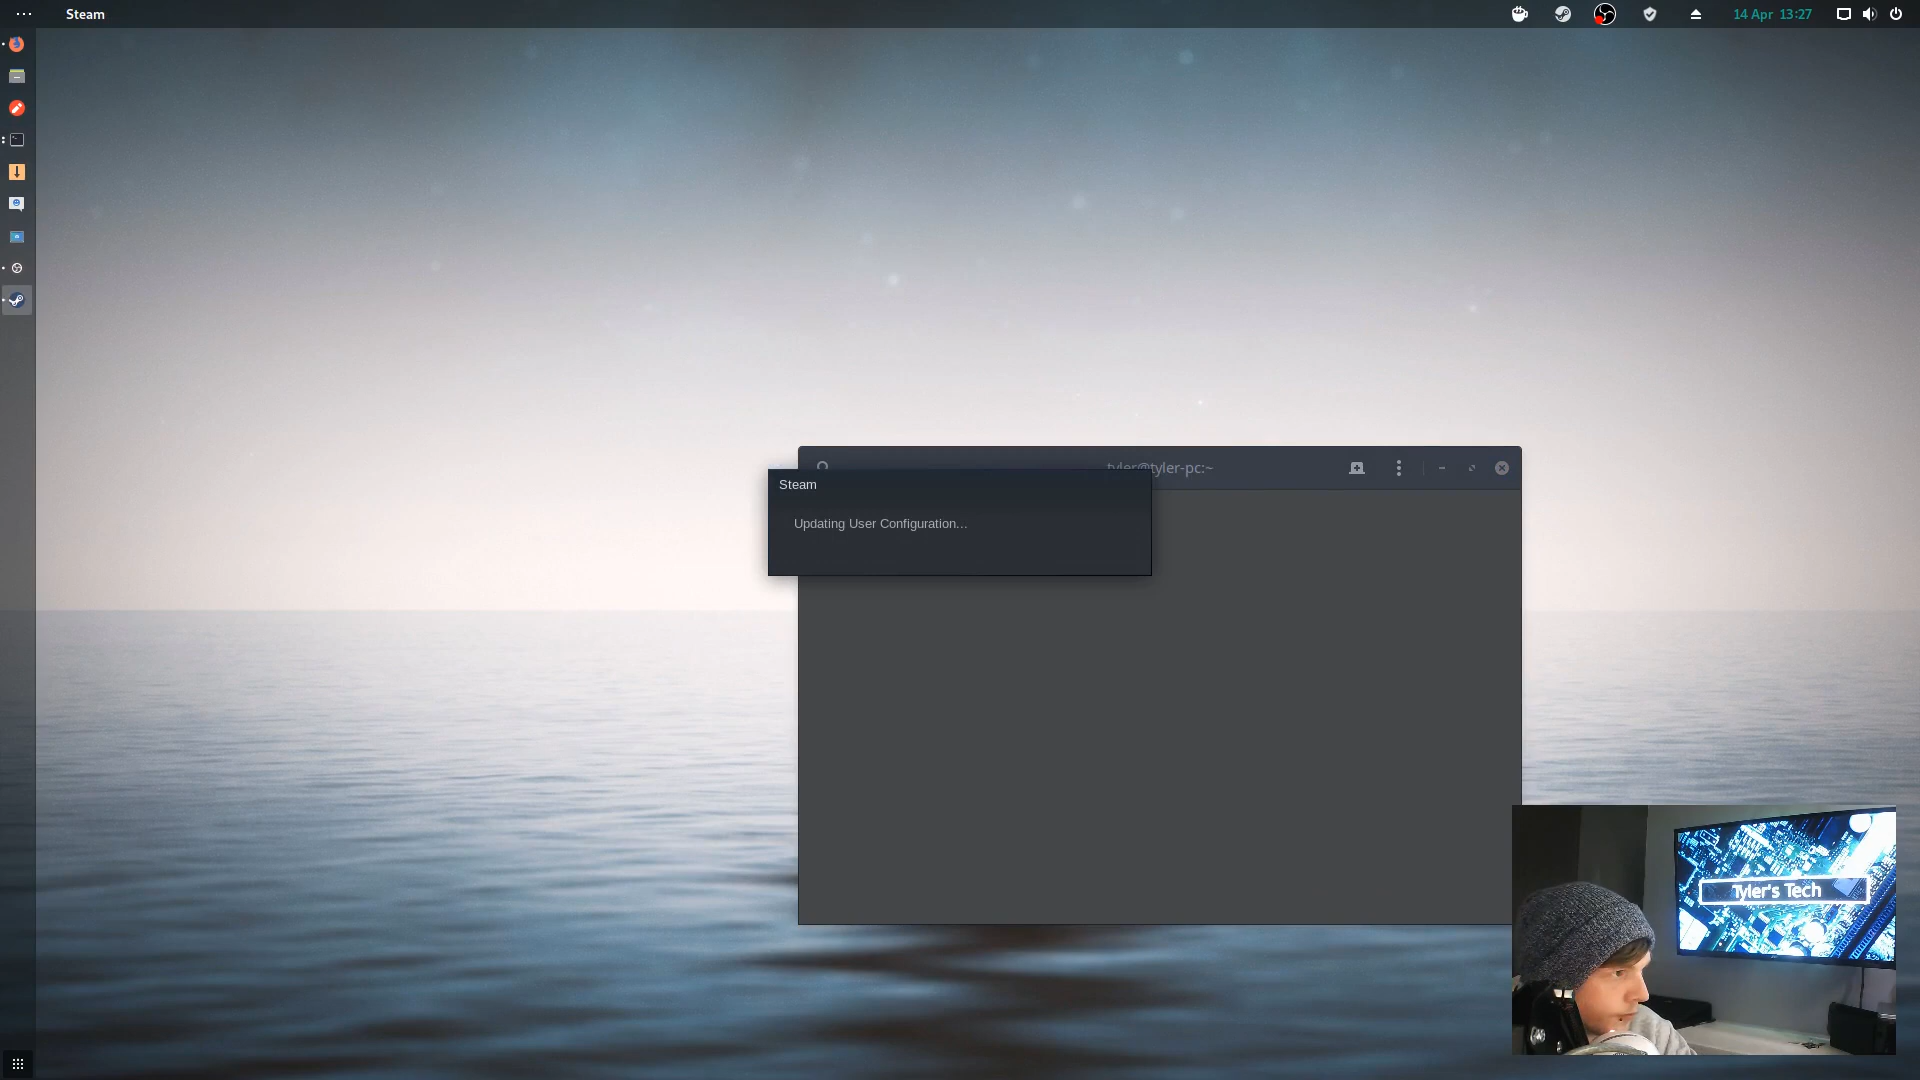 Steam
14 Apr 13:27
tyler@tyler-pc:~
Steam
Updating User Configuration...
Tyler's Tech